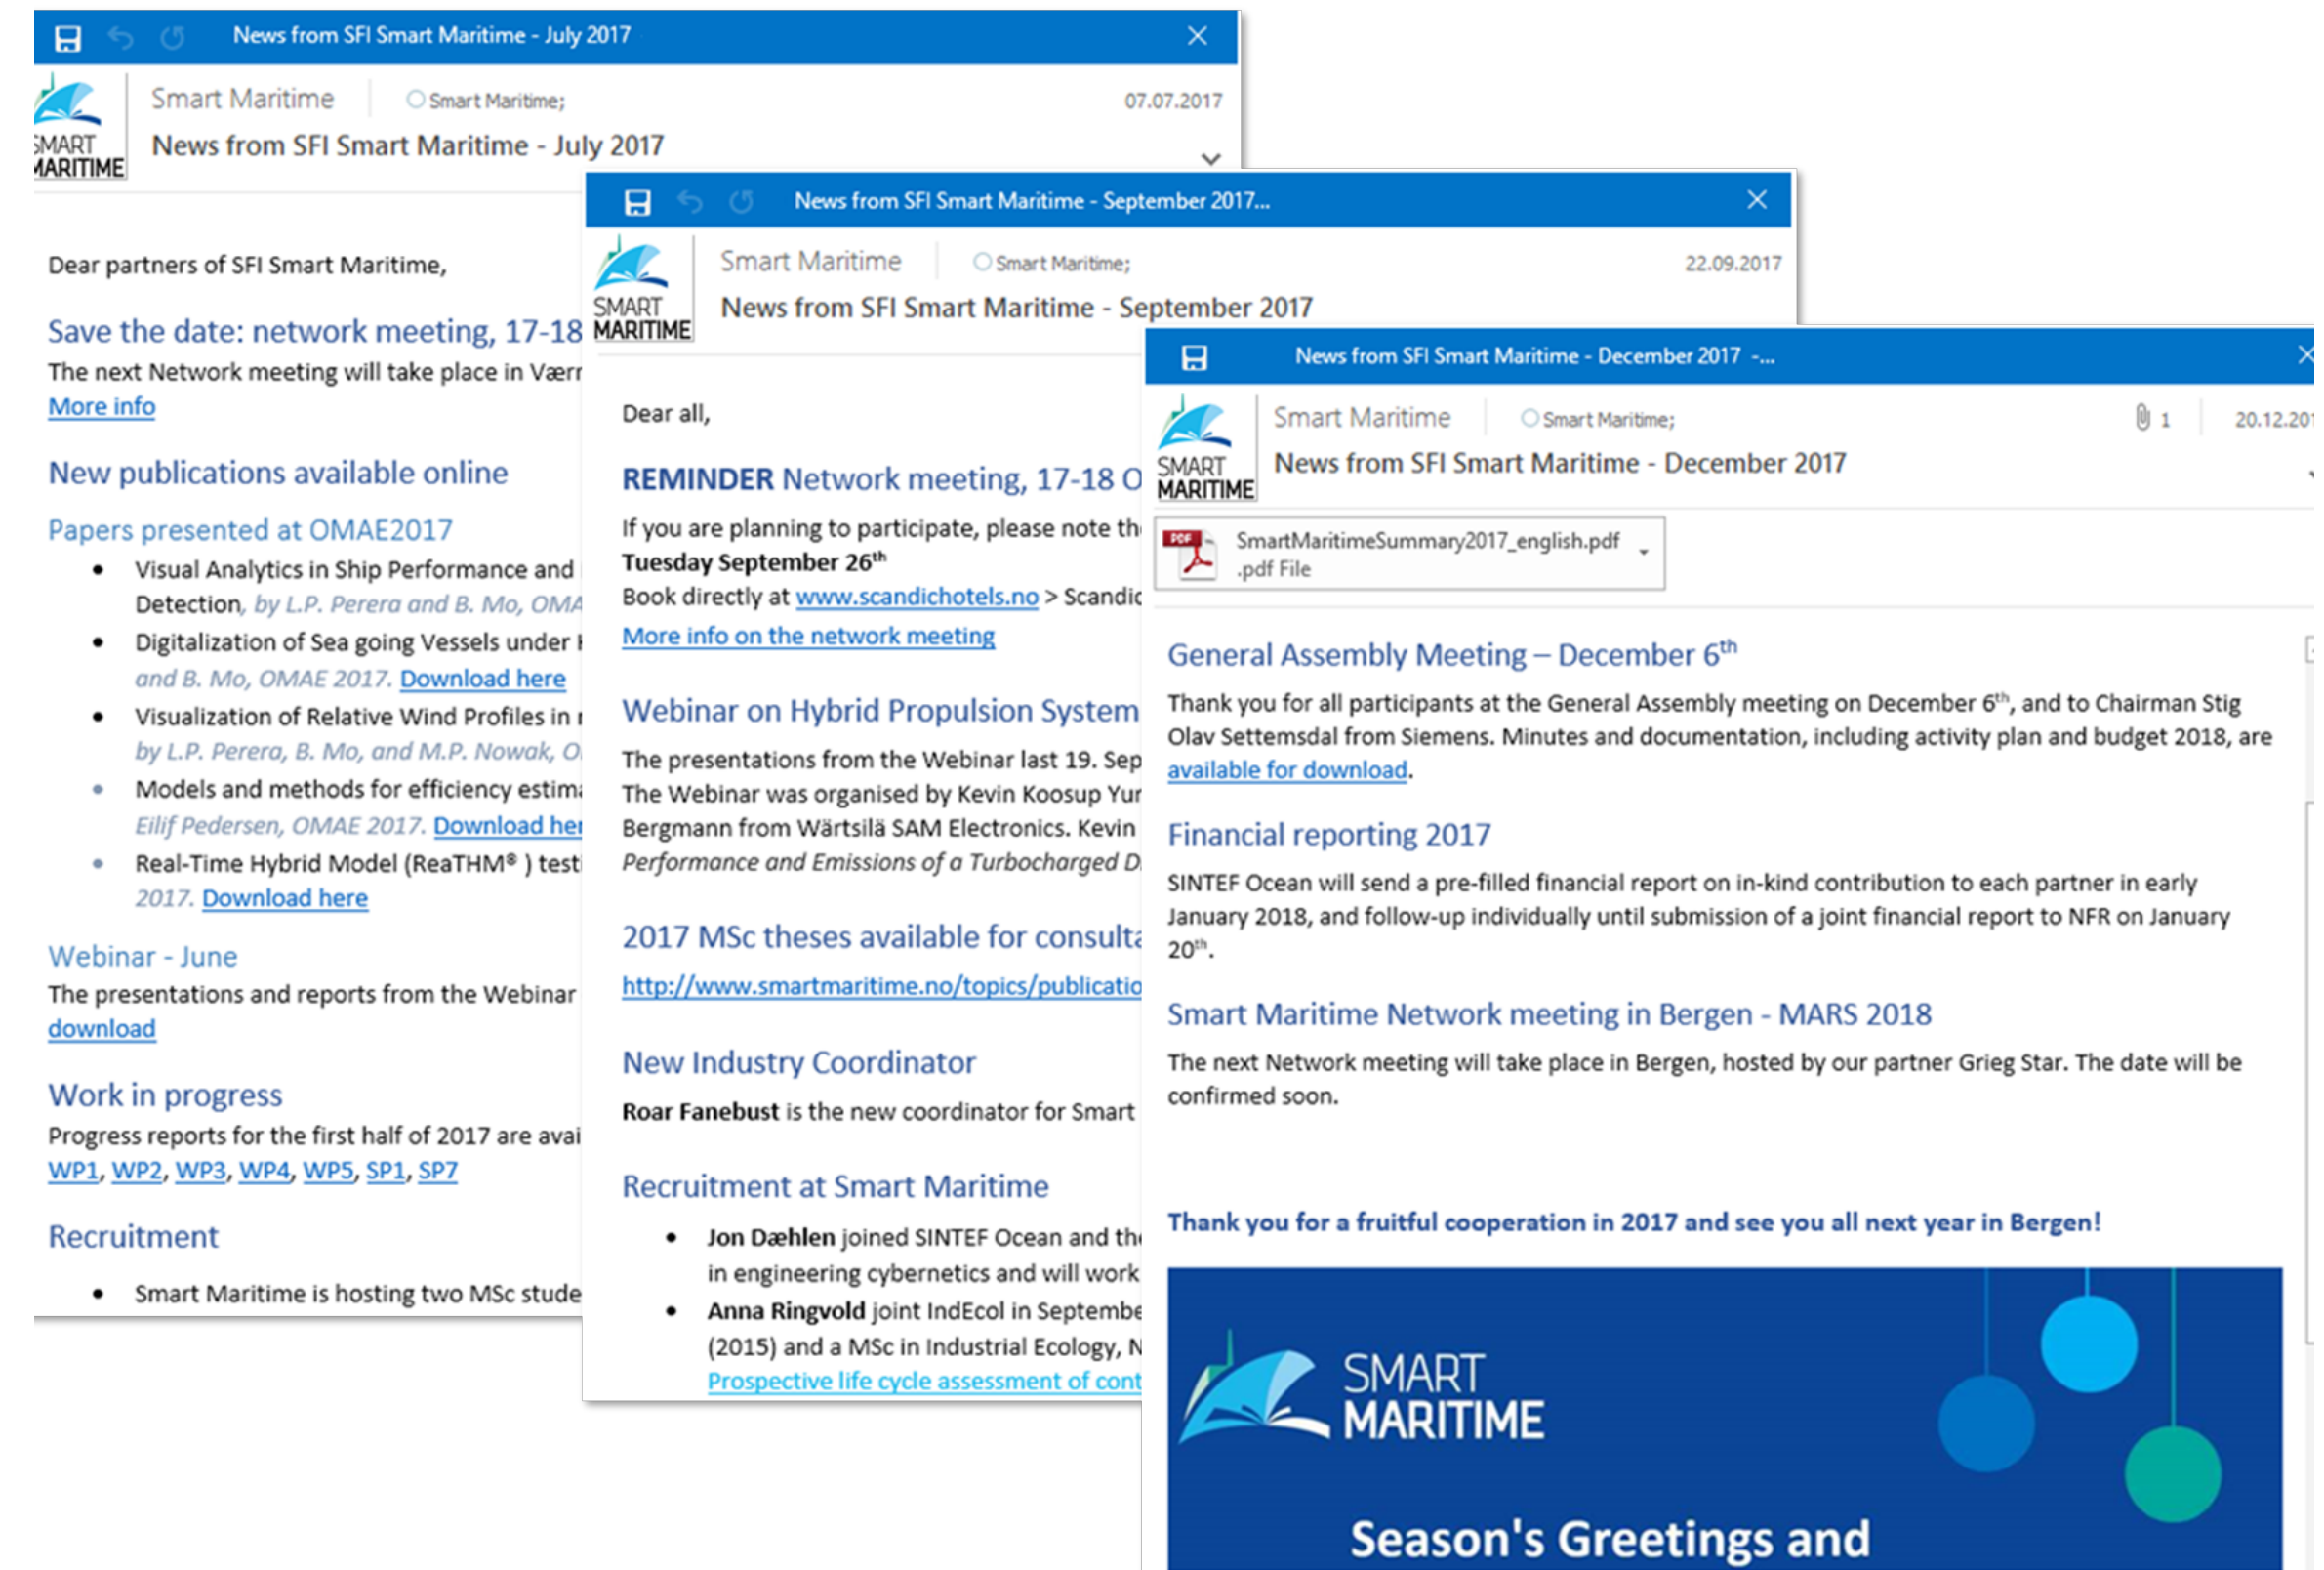 News from SFI Smart Maritime - July 2017
SMART
MARITIME
Smart Maritime
Smart Maritime;
07.07.2017
News from SFI Smart Maritime - July 2017
Dear partners of SFI Smart Maritime,
Save the date: network meeting, 17-18
The next Network meeting will take place in
More info
New publications available online
Papers presented at OMAE2017
• Visual Analytics in Ship Performance and
Detection, by L.P. Perera and B. Mo,
• Digitalization of Sea going Vessels under
and B. Mo, OMAE 2017. Download here
• Visualization of Relative Wind Profiles in
by L.P. Perera, B. Mo, and M.P. Nowak,
• Models and methods for efficiency
Eilif Pedersen, OMAE 2017. Download
• Real-Time Hybrid Model (ReaTHM® )
2017. Download here
Webinar - June
The presentations and reports from the Webinar
download
Work in progress
Progress reports for the first half of 2017 are
WP1, WP2, WP3, WP4, WP5, SP1, SP7
Recruitment
• Smart Maritime is hosting two MSc
News from SFI Smart Maritime - September 2017...
SMART
MARITIME
Smart Maritime
Smart Maritime;
22.09.2017
News from SFI Smart Maritime - September 2017
Dear all,
REMINDER Network meeting, 17-18
If you are planning to participate, please note
Tuesday September 26th
Book directly at www.scandichotels.no > Scandic
More info on the network meeting
Webinar on Hybrid Propulsion System
The presentations from the Webinar last 19.
The Webinar was organised by Kevin Koosup
Bergmann from Wärtsilä SAM Electronics. Kevin
Performance and Emissions of a Turbocharged
2017 MSc theses available for
http://www.smartmaritime.no/topics/publicatio
New Industry Coordinator
Roar Fanebust is the new coordinator for Smart
Recruitment at Smart Maritime
• Jon Dæhlen joined SINTEF Ocean and
in engineering cybernetics and will work
• Anna Ringvold joint IndEcol in
(2015) and a MSc in Industrial Ecology,
Prospective life cycle assessment of
News from SFI Smart Maritime - December 2017 -...
SMART
MARITIME
Smart Maritime
Smart Maritime;
1
20.12.201
News from SFI Smart Maritime - December 2017
PDF
SmartMaritimeSummary2017_english.pdf
.pdf File
General Assembly Meeting – December 6th
Thank you for all participants at the General Assembly meeting on December 6th, and to Chairman Stig
Olav Settemsdal from Siemens. Minutes and documentation, including activity plan and budget 2018, are
available for download.
Financial reporting 2017
SINTEF Ocean will send a pre-filled financial report on in-kind contribution to each partner in early
January 2018, and follow-up individually until submission of a joint financial report to NFR on January
20th.
Smart Maritime Network meeting in Bergen - MARS 2018
The next Network meeting will take place in Bergen, hosted by our partner Grieg Star. The date will be
confirmed soon.
Thank you for a fruitful cooperation in 2017 and see you all next year in Bergen!
SMART
MARITIME
Season's Greetings and